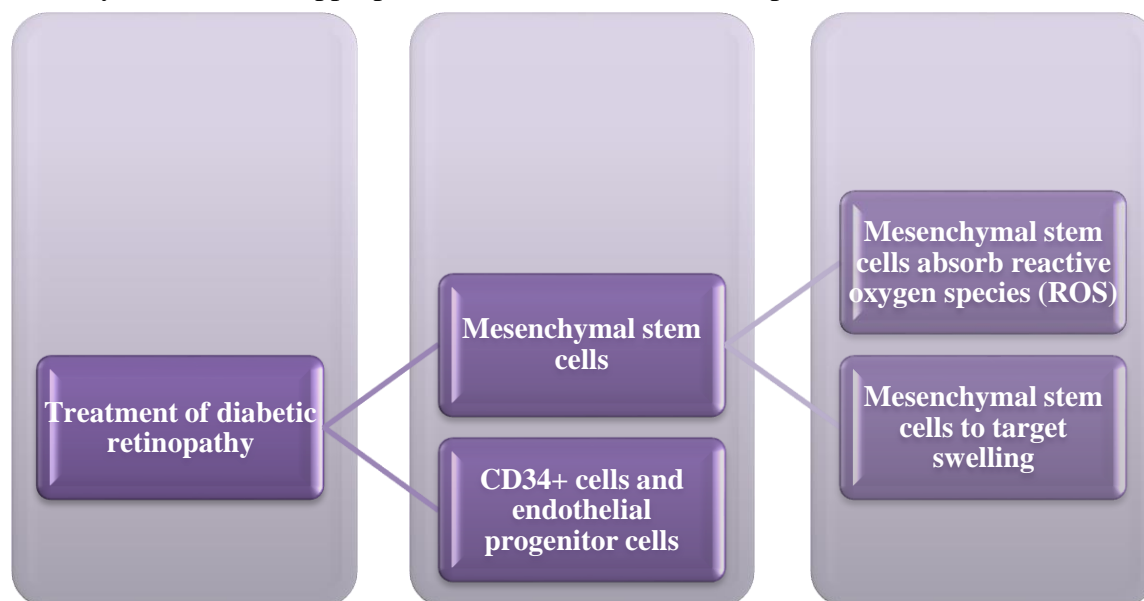 Treatment of diabetic
retinopathy
Mesenchymal stem
cells
CD34+ cells and
endothelial
progenitor cells
Mesenchymal stem
cells absorb reactive
oxygen species (ROS)
Mesenchymal stem
cells to target
swelling